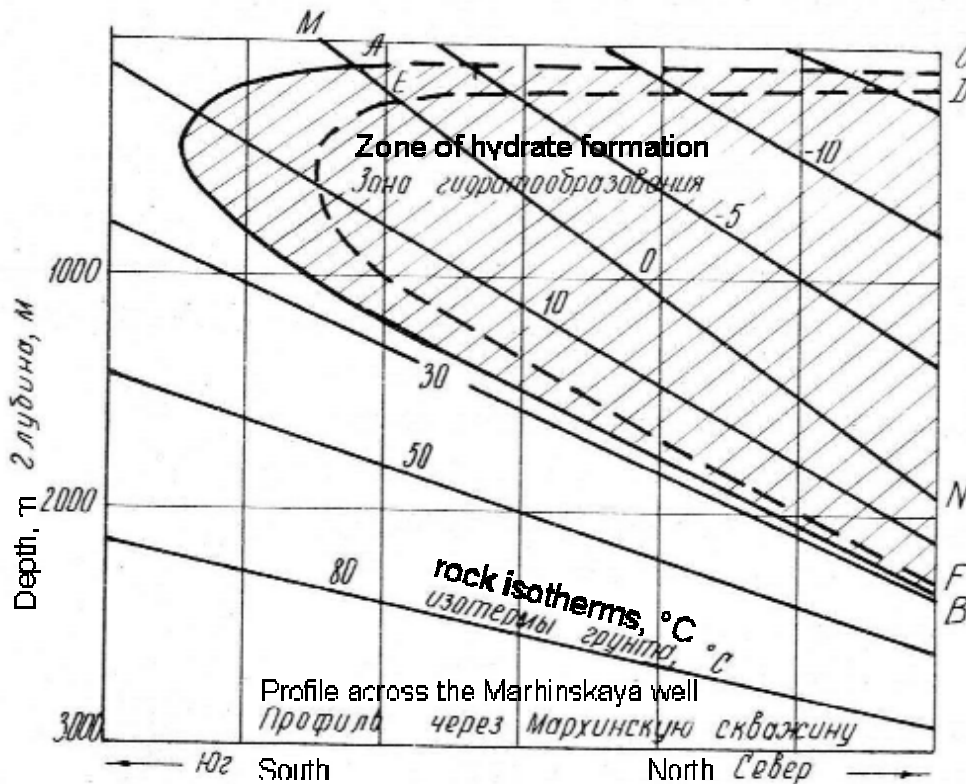 M
A
C
E
D
Zone of hydrate formation
Зона гидратообразования
-10
-5
0
10
1000
30
50
Depth, m
Глубина, м
2000
N
F
B
80
rock isotherms, °C
изотермы грунта, °C
Profile across the Marhinskaya well
Профиль через Мархинскую скважину
3000
Юг South
North Север